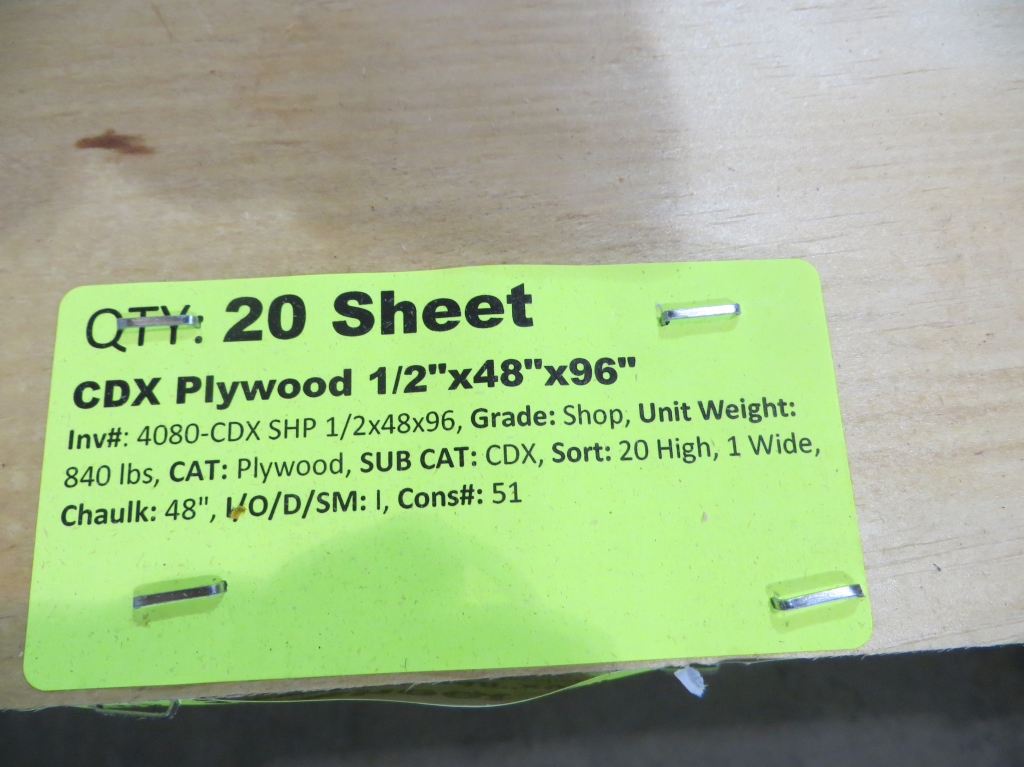 QTY: 20 Sheet
CDX Plywood 1/2"x48"x96"
Inv#: 4080-CDX SHP 1/2x48x96, Grade: Shop, Unit Weight:
840 lbs, CAT: Plywood, SUB CAT: CDX, Sort: 20 High, 1 Wide,
Chaulk: 48", I/O/D/SM: I, Cons#: 51